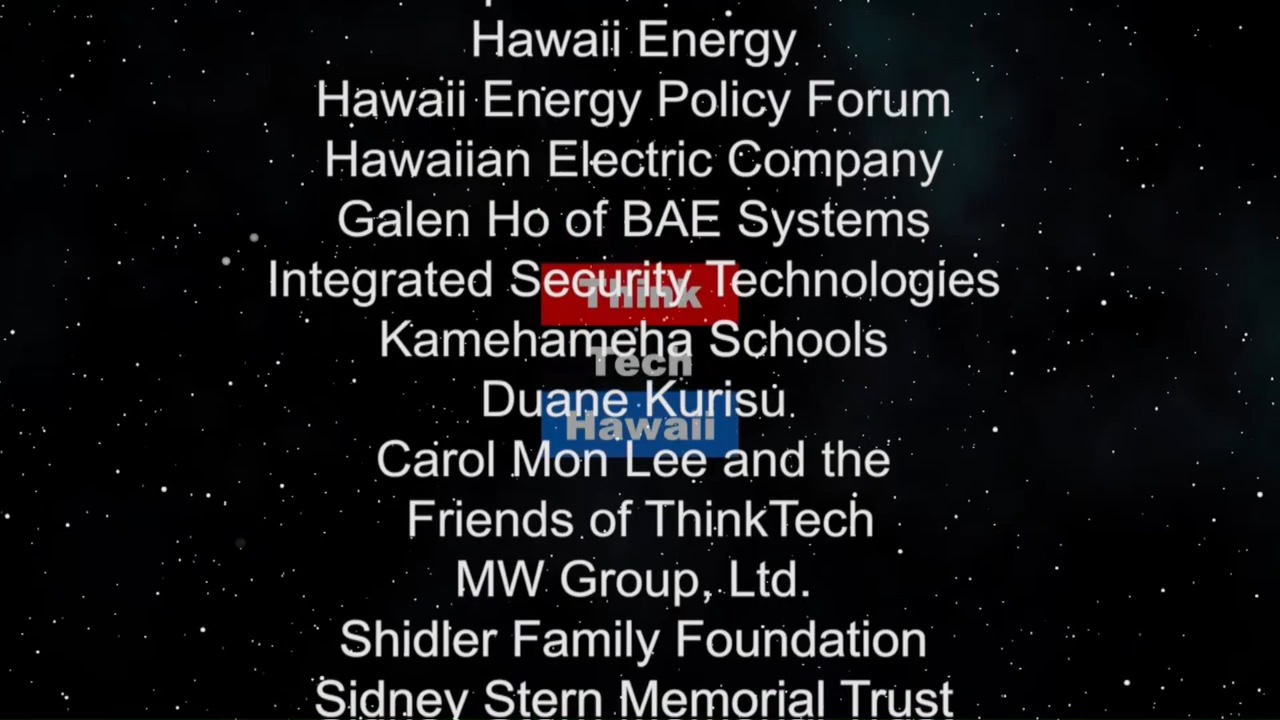 Hawaii Energy
Hawaii Energy Policy Forum
Hawaiian Electric Company
Galen Ho of BAE Systems
Integrated Security Technologies
Think
Kamehameha Schools
Tech
Duane Kurisu
Hawaii
Carol Mon Lee and the
Friends of ThinkTech
MW Group, Ltd.
Shidler Family Foundation
Sidney Stern Memorial Trust